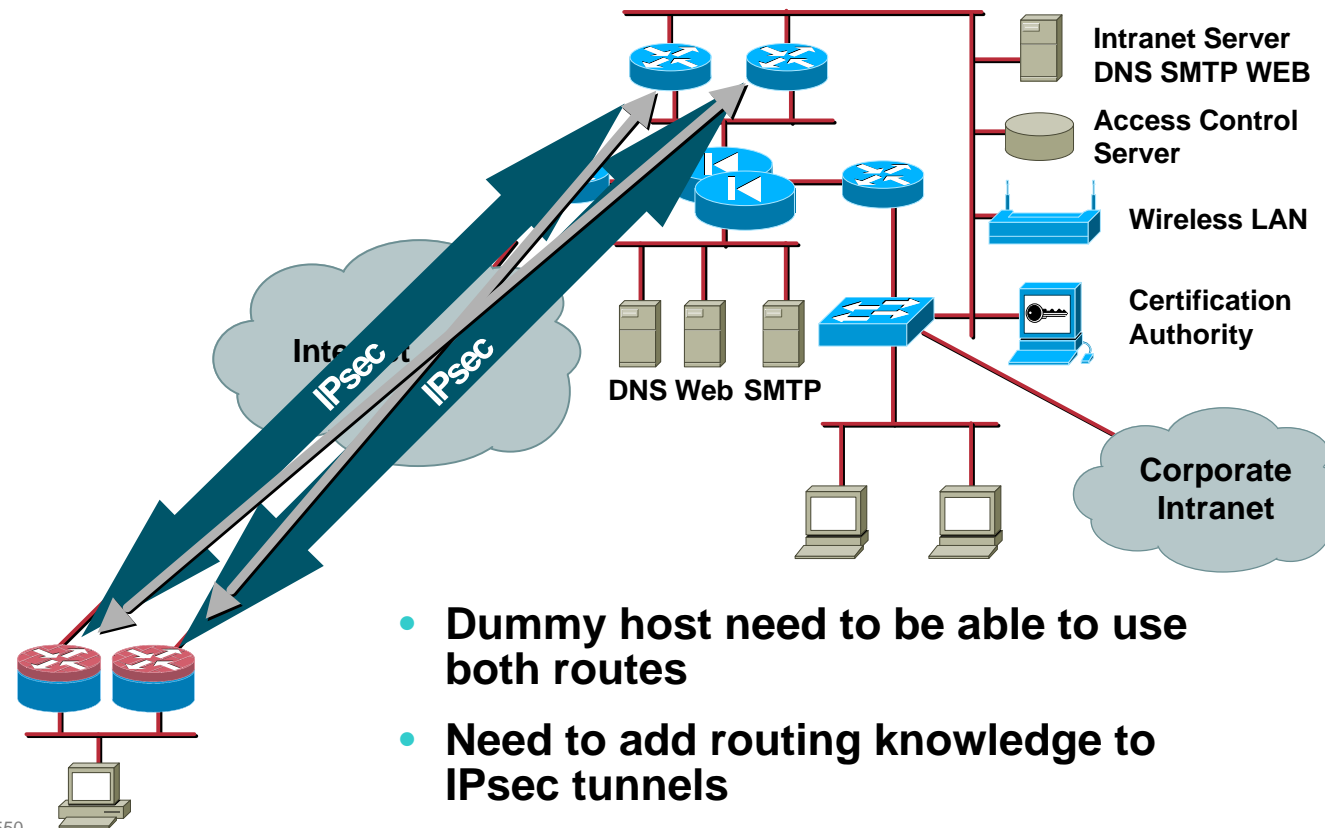 Intranet Server
DNS SMTP WEB
Access Control
Server
Wireless LAN
Certification
Authority
IPsec
IPsec
DNS Web SMTP
Corporate
Intranet
• Dummy host need to be able to use
both routes
• Need to add routing knowledge to
IPsec tunnels